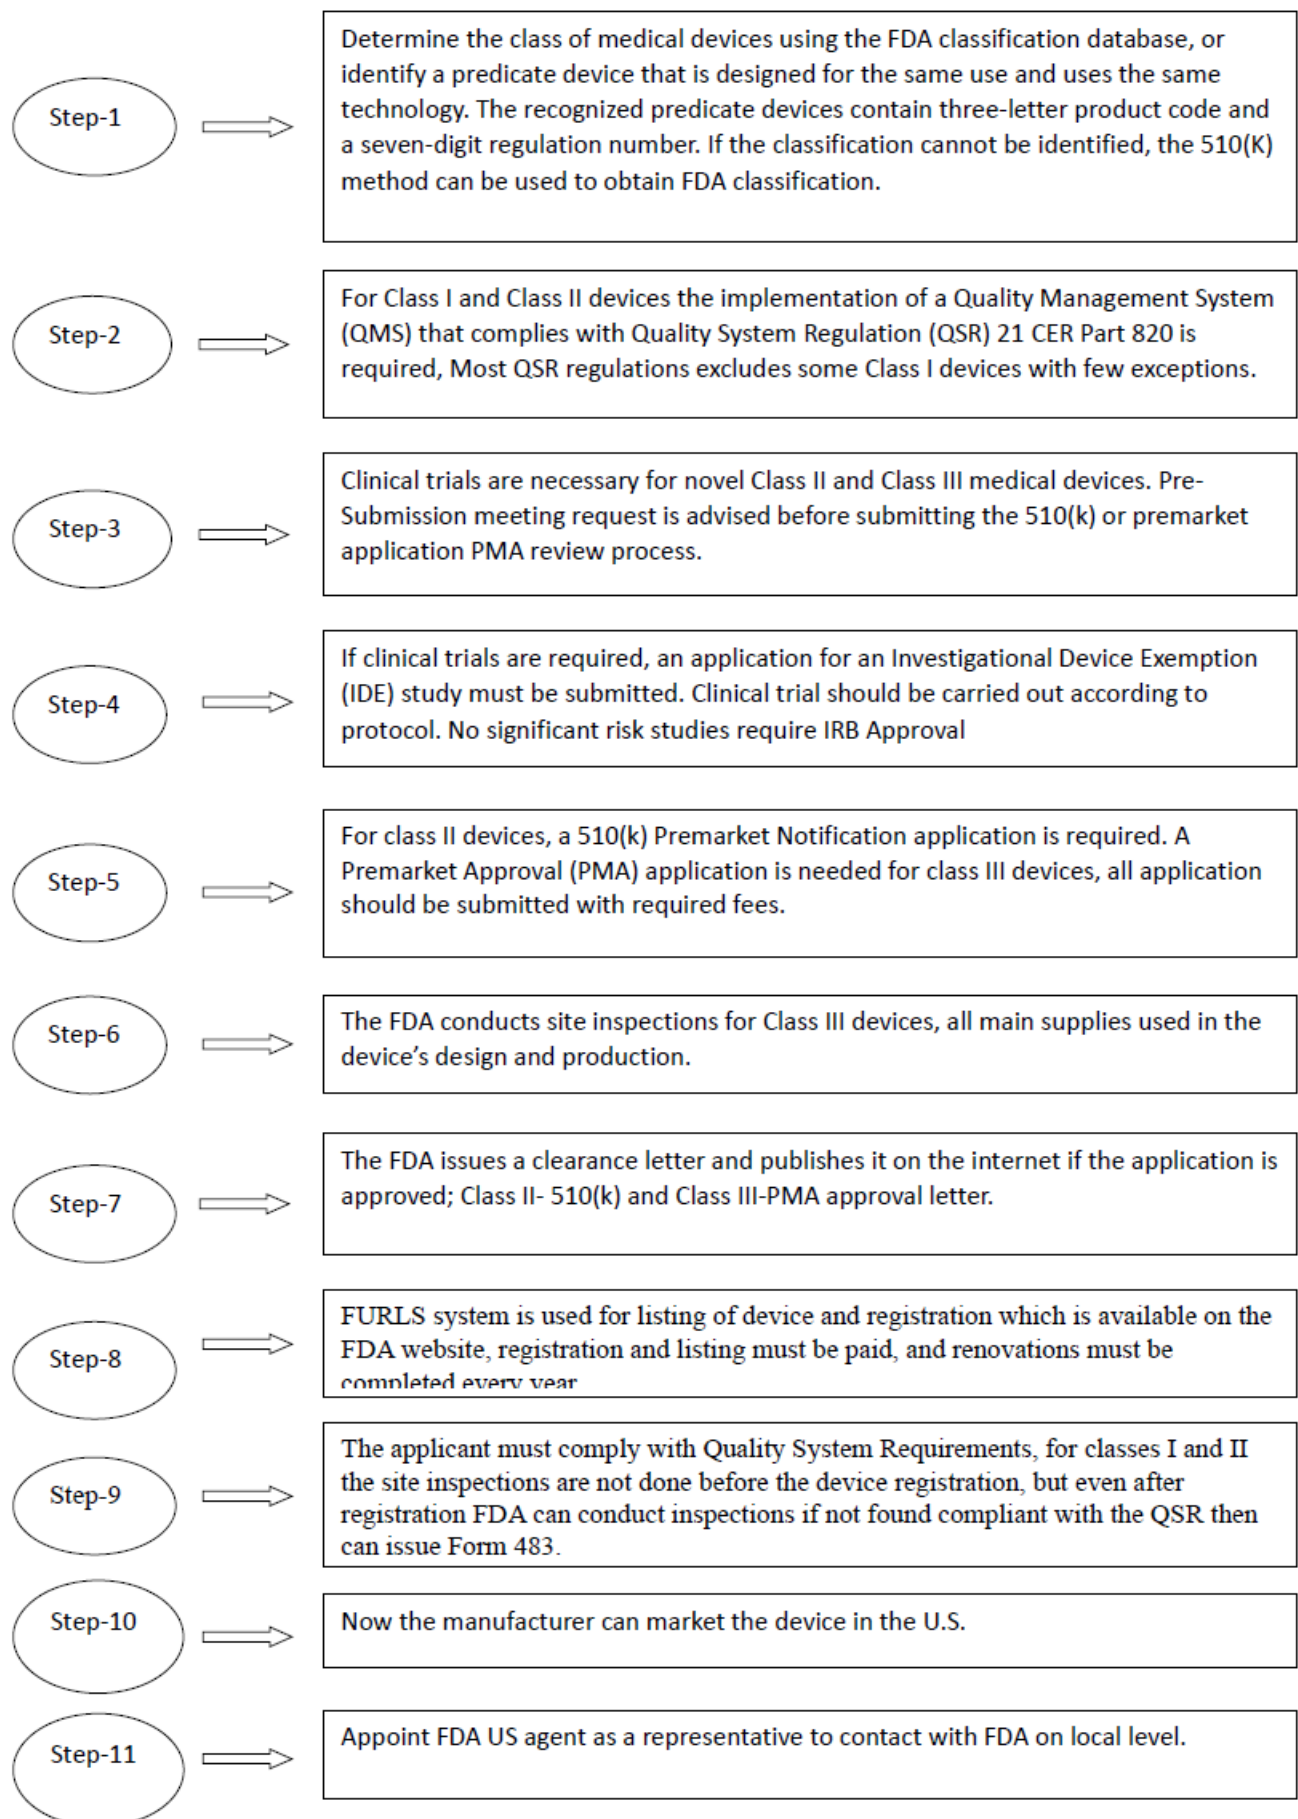 Step-1
Determine the class of medical devices using the FDA classification database, or
identify a predicate device that is designed for the same use and uses the same
technology. The recognized predicate devices contain three-letter product code and
a seven-digit regulation number. If the classification cannot be identified, the 510(K)
method can be used to obtain FDA classification.
Step-2
For Class I and Class II devices the implementation of a Quality Management System
(QMS) that complies with Quality System Regulation (QSR) 21 CER Part 820 is
required, Most QSR regulations excludes some Class I devices with few exceptions.
Step-3
Clinical trials are necessary for novel Class II and Class III medical devices. Pre-
Submission meeting request is advised before submitting the 510(k) or premarket
application PMA review process.
Step-4
If clinical trials are required, an application for an Investigational Device Exemption
(IDE) study must be submitted. Clinical trial should be carried out according to
protocol. No significant risk studies require IRB Approval
Step-5
For class II devices, a 510(k) Premarket Notification application is required. A
Premarket Approval (PMA) application is needed for class III devices, all application
should be submitted with required fees.
Step-6
The FDA conducts site inspections for Class III devices, all main supplies used in the
device's design and production.
Step-7
The FDA issues a clearance letter and publishes it on the internet if the application is
approved; Class II- 510(k) and Class III-PMA approval letter.
Step-8
FURLS system is used for listing of device and registration which is available on the
FDA website, registration and listing must be paid, and renovations must be
completed every year
Step-9
The applicant must comply with Quality System Requirements, for classes I and II
the site inspections are not done before the device registration, but even after
registration FDA can conduct inspections if not found compliant with the QSR then
can issue Form 483.
Step-10
Now the manufacturer can market the device in the U.S.
Step-11
Appoint FDA US agent as a representative to contact with FDA on local level.